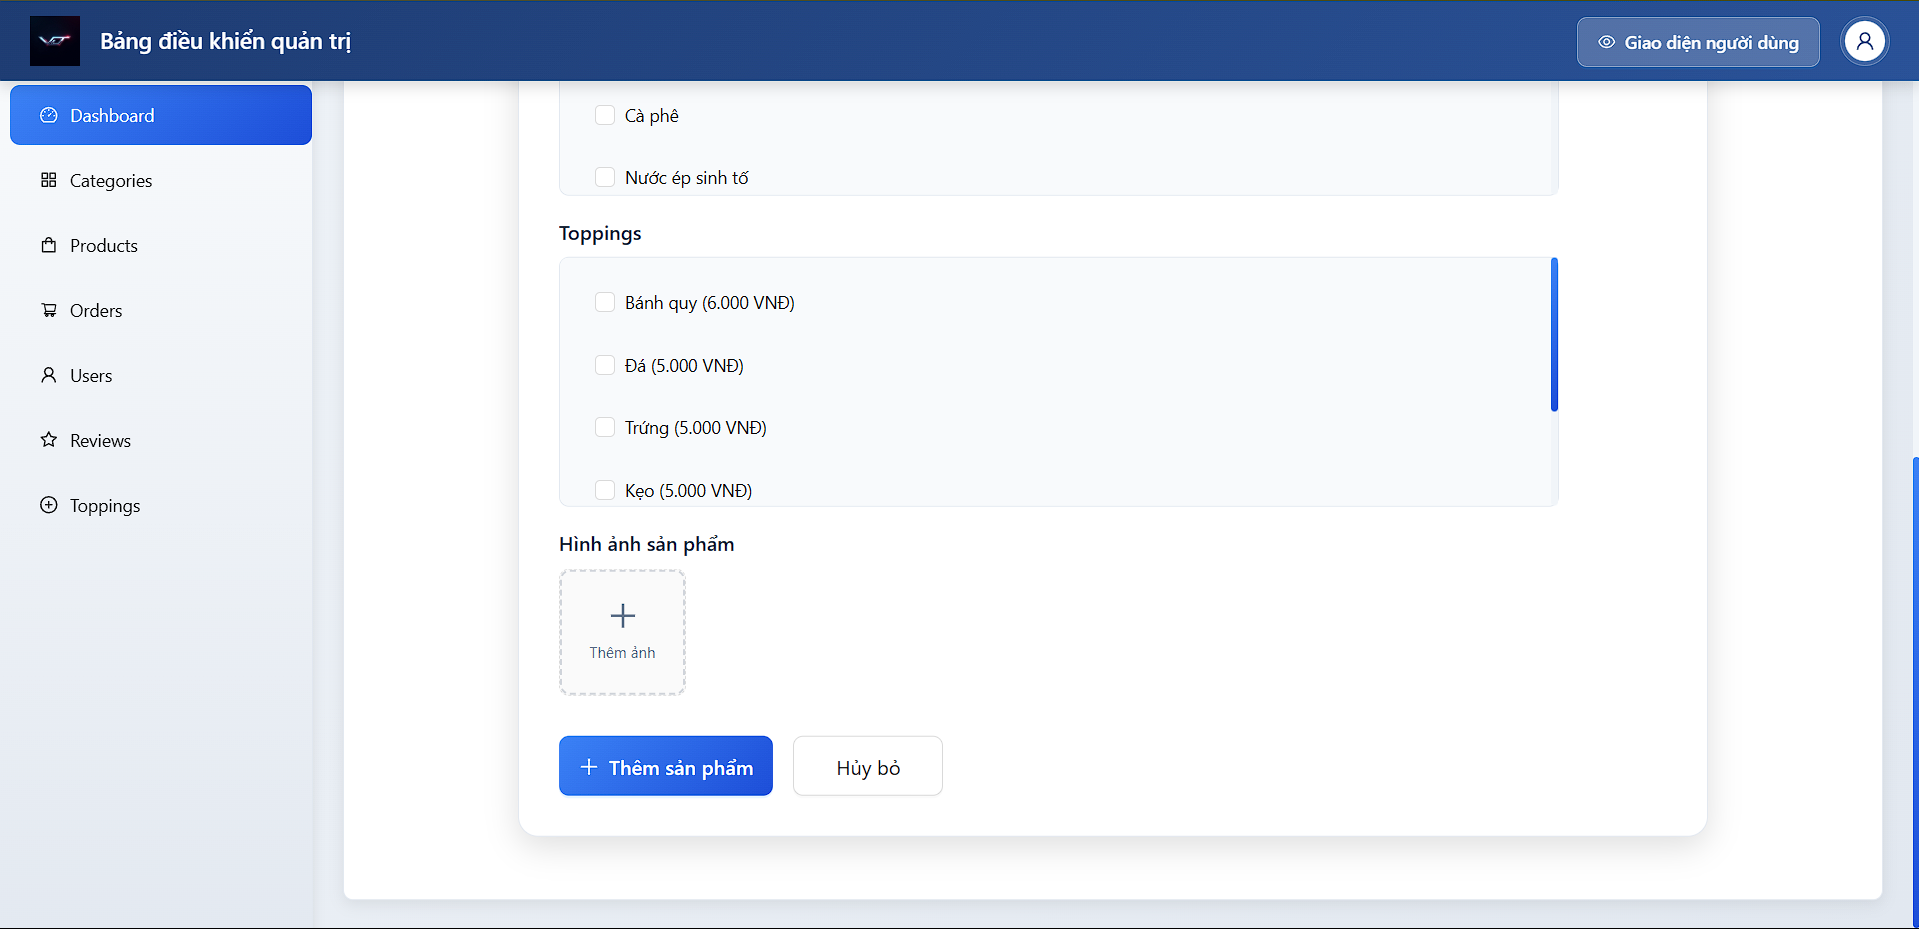 Bảng điều khiển quản trị
Giao diện người dùng
Dashboard
Categories
Products
Orders
Users
Reviews
Toppings
Cà phê
Nước ép sinh tố
Toppings
Bánh quy (6.000 VNĐ)
Đá (5.000 VNĐ)
Trứng (5.000 VNĐ)
Kẹo (5.000 VNĐ)
Hình ảnh sản phẩm
Thêm ảnh
Thêm sản phẩm
Hủy bỏ